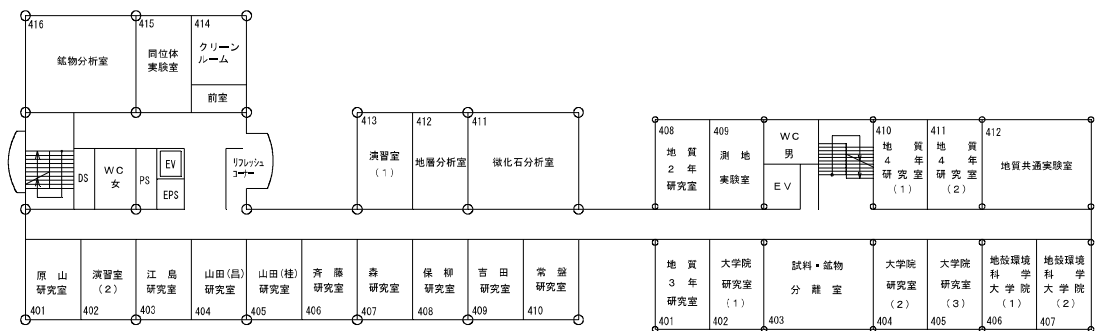 416
鉱物分析室
415
同位体
実験室
414
クリーン
ルーム
前室
DS
WC
女
PS
EV
EPS
リフレッシュ
コーナー
413
演習室
(1)
412
地層分析室
411
微化石分析室
408
地質
2年
研究室
409
測地
実験室
WC
男
EV
410
地質
4年
研究室
(1)
411
地質
4年
研究室
(2)
412
地質共通実験室
原山
研究室
401
演習室
(2)
402
江島
研究室
403
山田(昌)
研究室
404
山田(桂)
研究室
405
斉藤
研究室
406
森
研究室
407
保柳
研究室
408
吉田
研究室
409
常盤
研究室
410
地質
3年
研究室
401
大学院
研究室
(1)
402
試料・鉱物
分離室
403
大学院
研究室
(2)
404
大学院
研究室
(3)
405
地殻環境
科学
大学院
(1)
406
地殻環境
科学
大学院
(2)
407